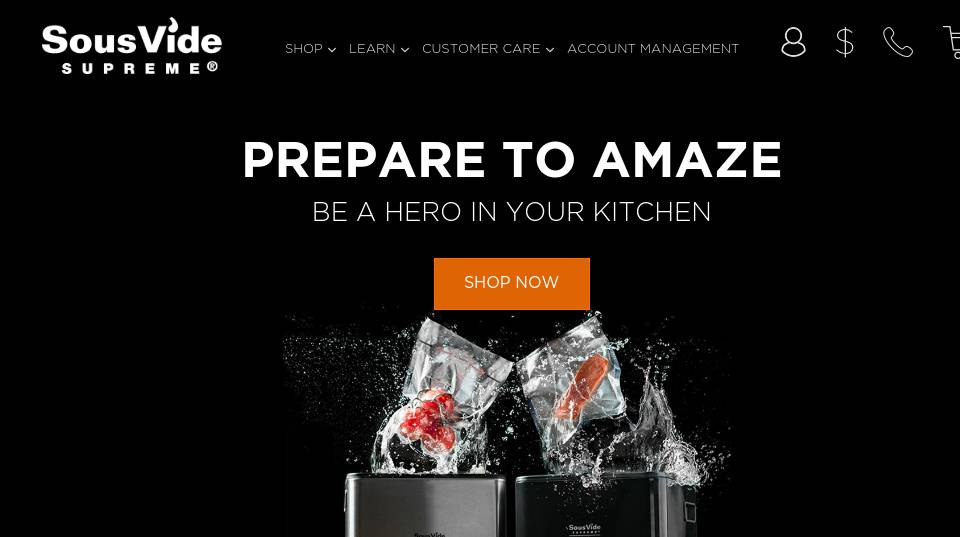 SousVide
SUPREME®
SHOP
LEARN
CUSTOMER CARE
ACCOUNT MANAGEMENT
$
PREPARE TO AMAZE
BE A HERO IN YOUR KITCHEN
SHOP NOW
SousVide
SUPREME
SousVide